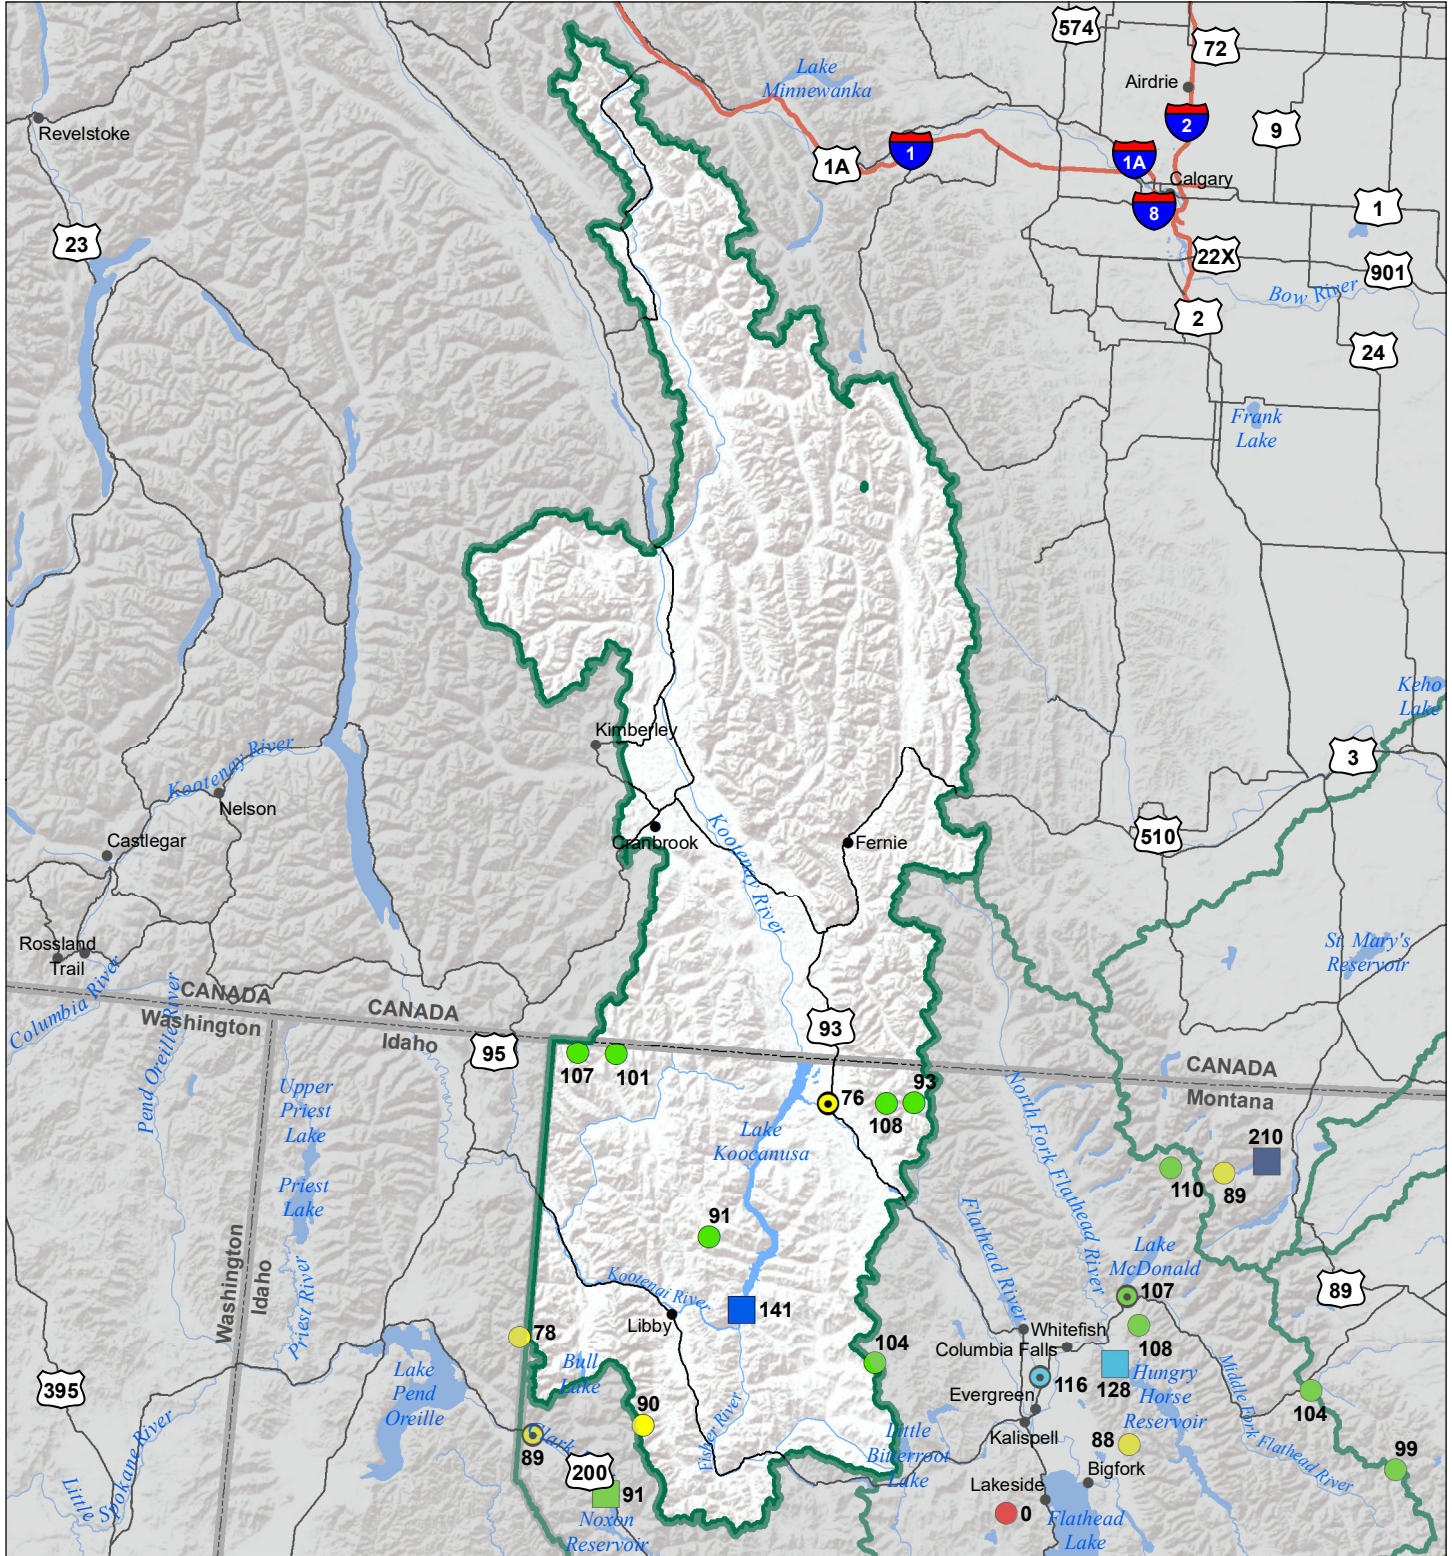 574
72
Lake
Minnewanka
Airdrie
Revelstoke
2
9
1
1A
1A
Calgary
8
1
23
22X
901
Bow River
2
24
Frank
Lake
Keho
Lake
Kimberley
3
Kootenay River
Nelson
Castlegar
Cranbrook
Kootenay River
Fernie
510
Rossland
Trail
St. Mary's
Reservoir
Columbia River
Pend Oreille River
CANADA
Washington
CANADA
Idaho
95
93
107
101
76
108
93
CANADA
Montana
Upper
Priest
Lake
Lake
Koocanusa
North Fork Flathead River
210
110
89
Priest
Lake
91
Flathead River
Washington
Idaho
Priest River
Lake
McDonald
107
89
Kootenai River
141
Libby
78
Whitefish
Columbia Falls
108
Bull
Lake
104
116
128
Hungry
Horse
Reservoir
Middle Fork Flathead River
104
395
Lake
Pend
Oreille
Evergreen
Kalispell
90
Fisher River
Clark
89
200
91
Noxon
Reservoir
Little
Bitterroot
Lake
88
Bigfork
99
Little Spokane River
Lakeside
0
Flathead
Lake